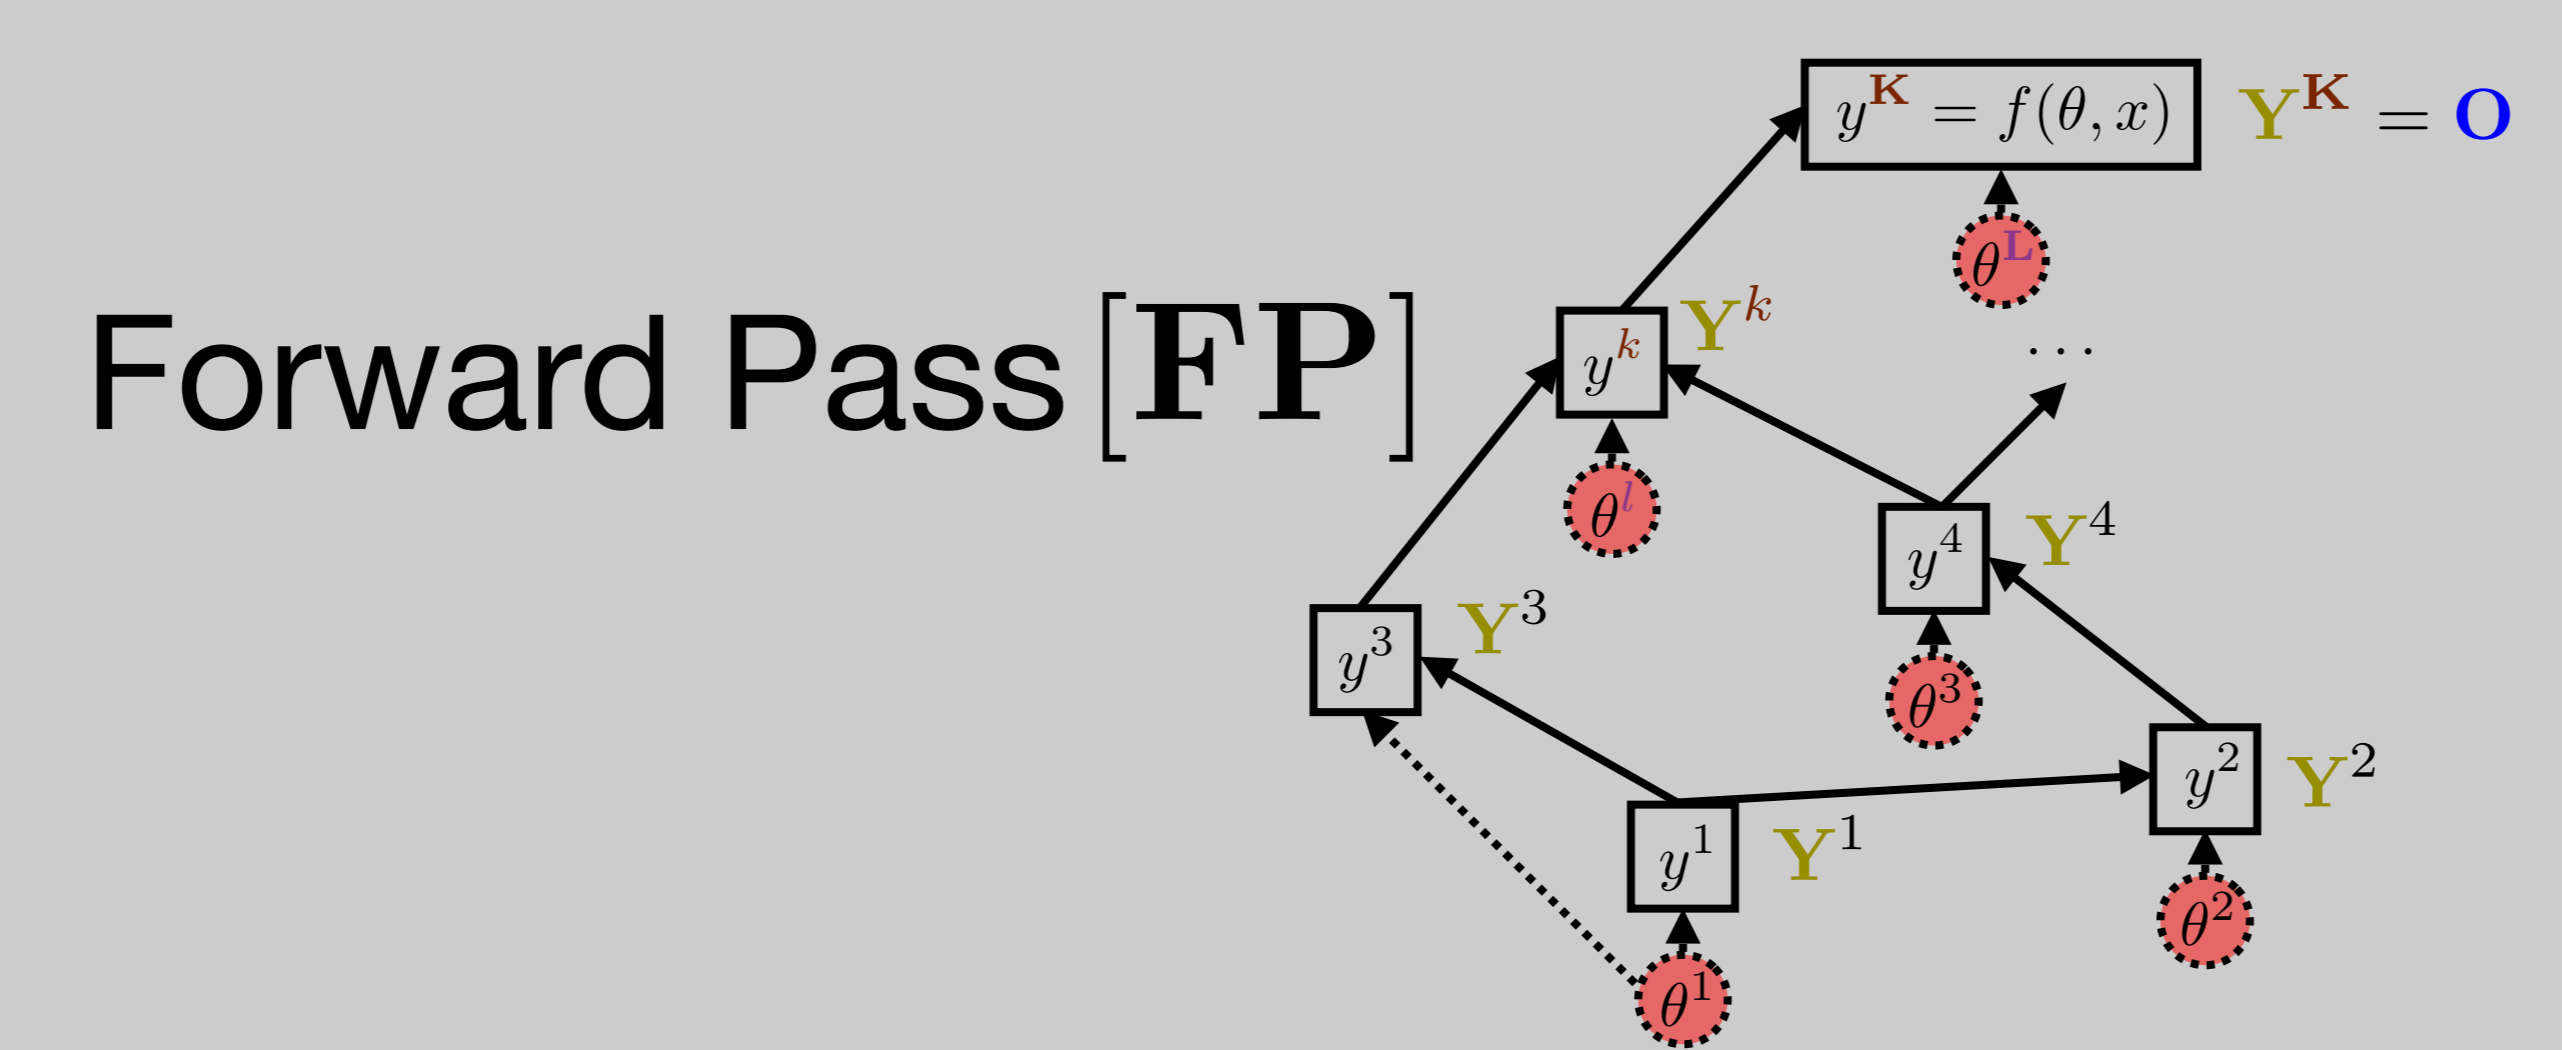 y^K = f(θ, x) Y^K = O
θ^L
Forward Pass [FP]
y^k Y^k
...
θ^l
y^4 Y^4
y^3 Y^3
θ^3
y^2 Y^2
y^1 Y^1
θ^2
θ^1